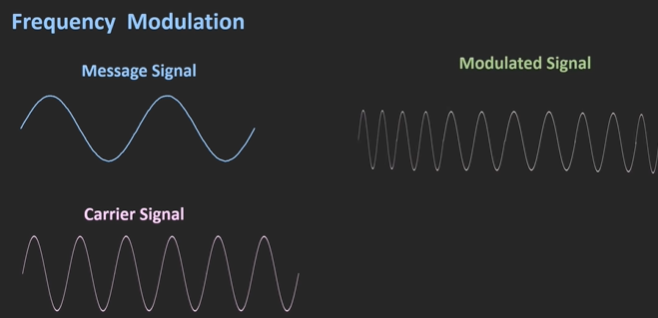 Frequency Modulation
Message Signal
Modulated Signal
Carrier Signal